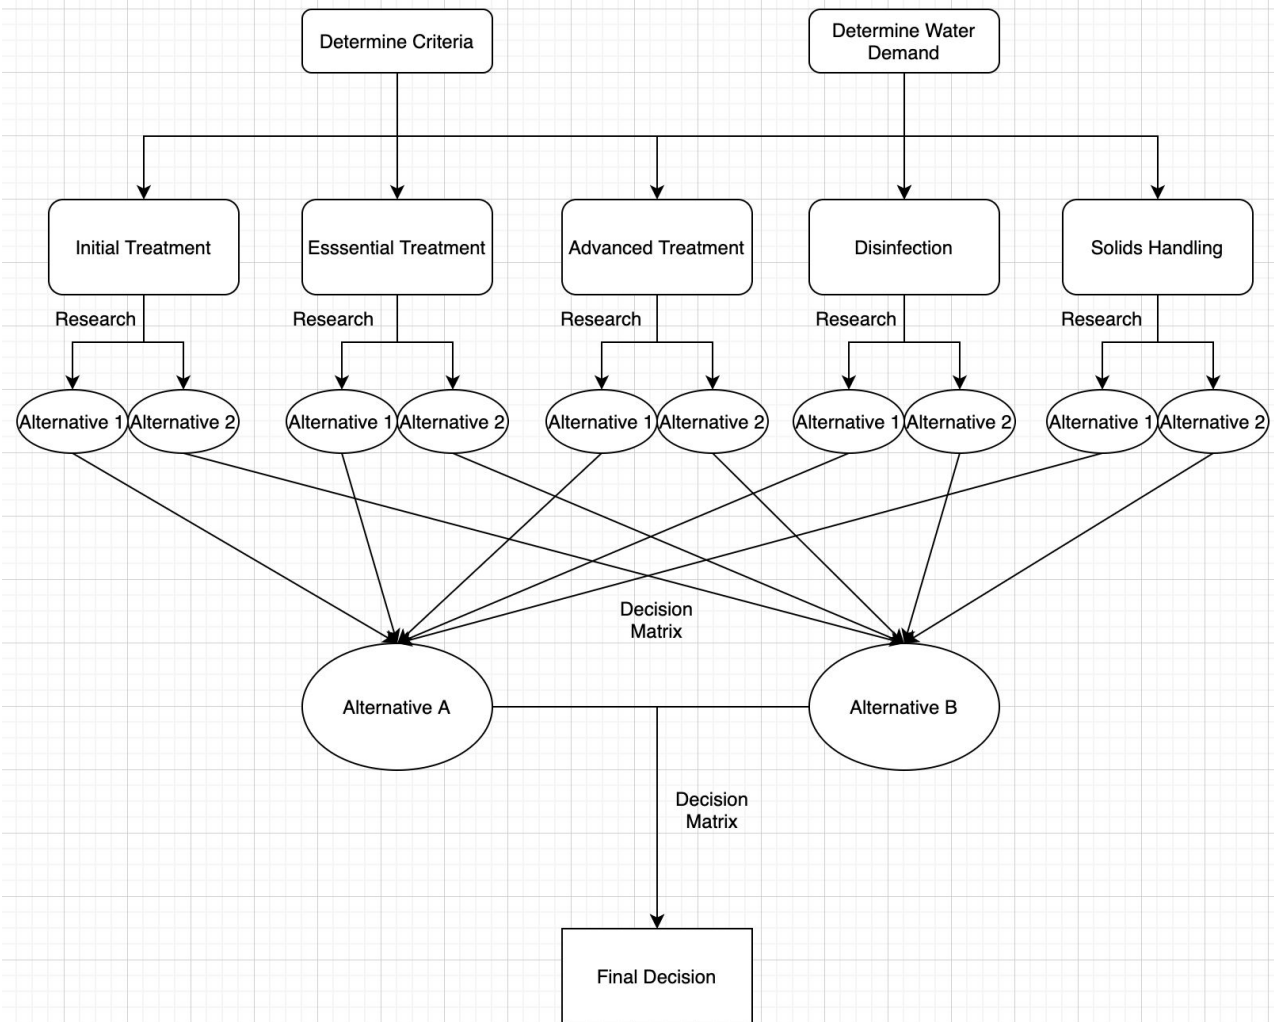 Determine Criteria
Determine Water
Demand
Initial Treatment
Esssential Treatment
Advanced Treatment
Disinfection
Solids Handling
Research
Research
Research
Research
Research
Alternative 1
Alternative 2
Alternative 1
Alternative 2
Alternative 1
Alternative 2
Alternative 1
Alternative 2
Alternative 1
Alternative 2
Decision
Matrix
Alternative A
Alternative B
Decision
Matrix
Final Decision